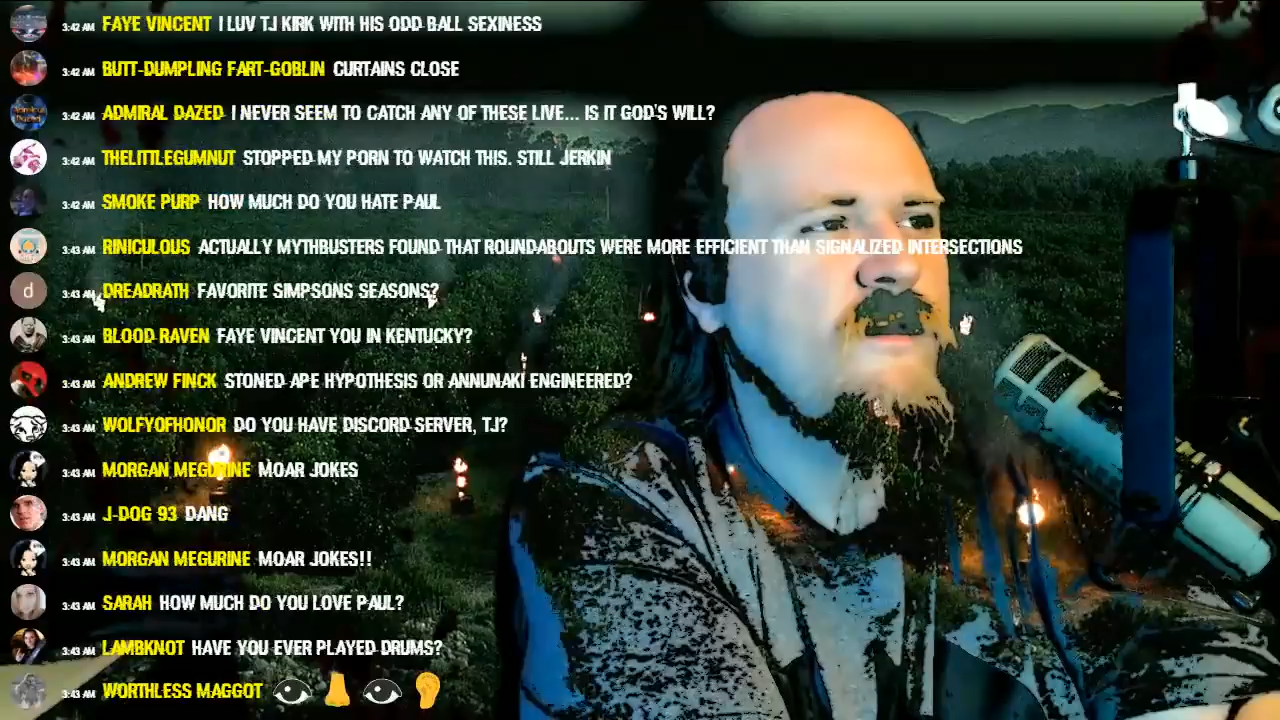 3:42 AM FAYE VINCENT I LUV TJ KIRK WITH HIS ODD BALL SEXINESS
3:42 AM BUTT-DUMPLING FART-GOBLIN CURTAINS CLOSE
3:42 AM ADMIRAL DAZED I NEVER SEEM TO CATCH ANY OF THESE LIVE... IS IT GOD'S WILL?
3:42 AM THELITTLEGUMNUT STOPPED MY PORN TO WATCH THIS. STILL JERKIN
3:42 AM SMOKE PURP HOW MUCH DO YOU HATE PAUL
3:43 AM RINICULOUS ACTUALLY MYTHBUSTERS FOUND THAT ROUNDABOUTS WERE MORE EFFICIENT THAN SIGNALIZED INTERSECTIONS
d 3:43 AM DREADRATH FAVORITE SIMPSONS SEASONS?
3:43 AM BLOOD RAVEN FAYE VINCENT YOU IN KENTUCKY?
3:43 AM ANDREW FINCK STONED APE HYPOTHESIS OR ANNUNAKI ENGINEERED?
3:43 AM WOLFYOFHONOR DO YOU HAVE DISCORD SERVER, TJ?
3:43 AM MORGAN MEGURINE MOAR JOKES
3:43 AM J-DOG 93 DANG
3:43 AM MORGAN MEGURINE MOAR JOKES!!
3:43 AM SARAH HOW MUCH DO YOU LOVE PAUL?
3:43 AM LAMBKNOT HAVE YOU EVER PLAYED DRUMS?
3:43 AM WORTHLESS MAGGOT 👁👃👁👂